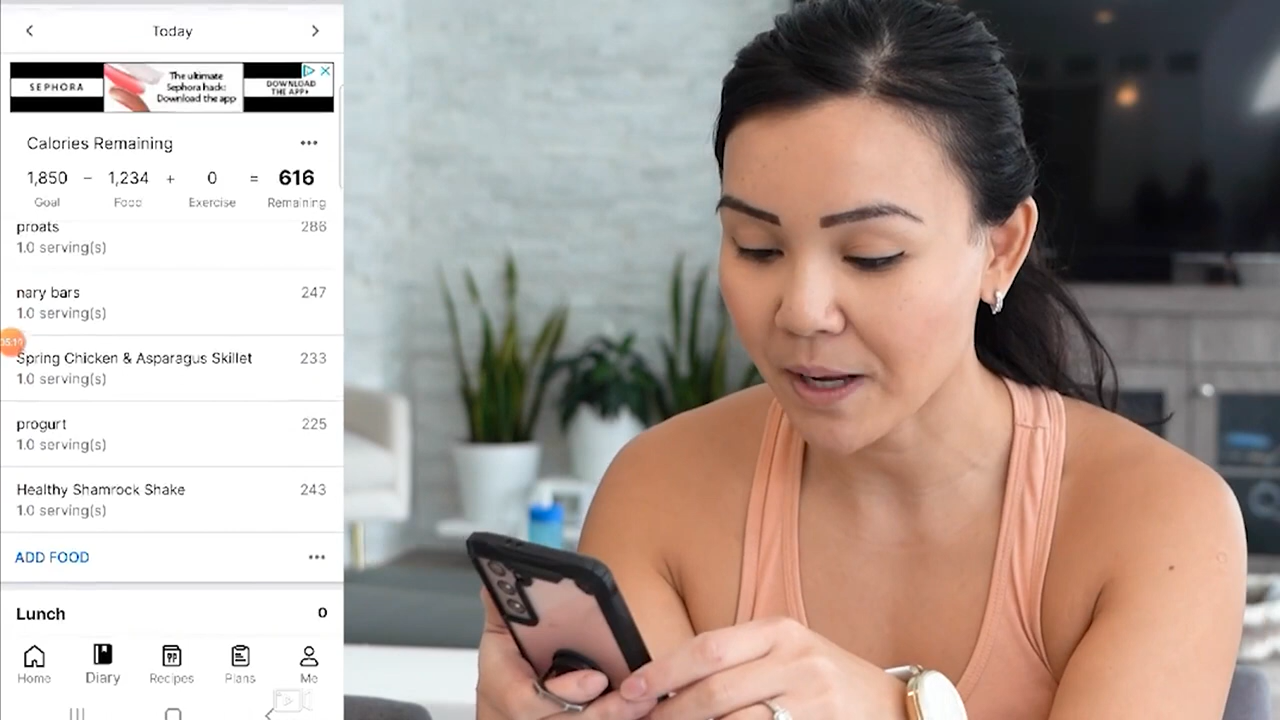 Today
SEPHORA
The ultimate
Sephora hack:
Download the app
DOWNLOAD
THE APP
Calories Remaining
1,850 - 1,234 + 0 = 616
Goal Food Exercise Remaining
proats 286
1.0 serving(s)
nary bars 247
1.0 serving(s)
05:10
Spring Chicken & Asparagus Skillet 233
1.0 serving(s)
progurt 225
1.0 serving(s)
Healthy Shamrock Shake 243
1.0 serving(s)
ADD FOOD
Lunch 0
Home Diary Recipes Plans Me